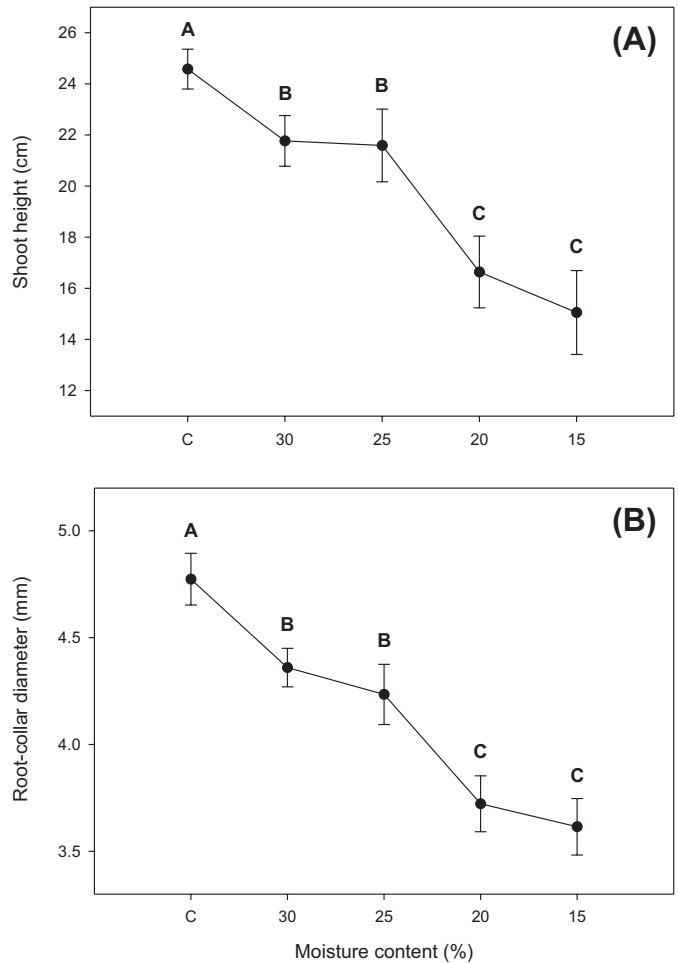 (A)
Shoot height (cm)
26
24
22
20
18
16
14
12
A
B
B
C
C
C 30 25 20 15
(B)
Root-collar diameter (mm)
5.0
4.5
4.0
3.5
A
B
B
C
C
C 30 25 20 15
Moisture content (%)